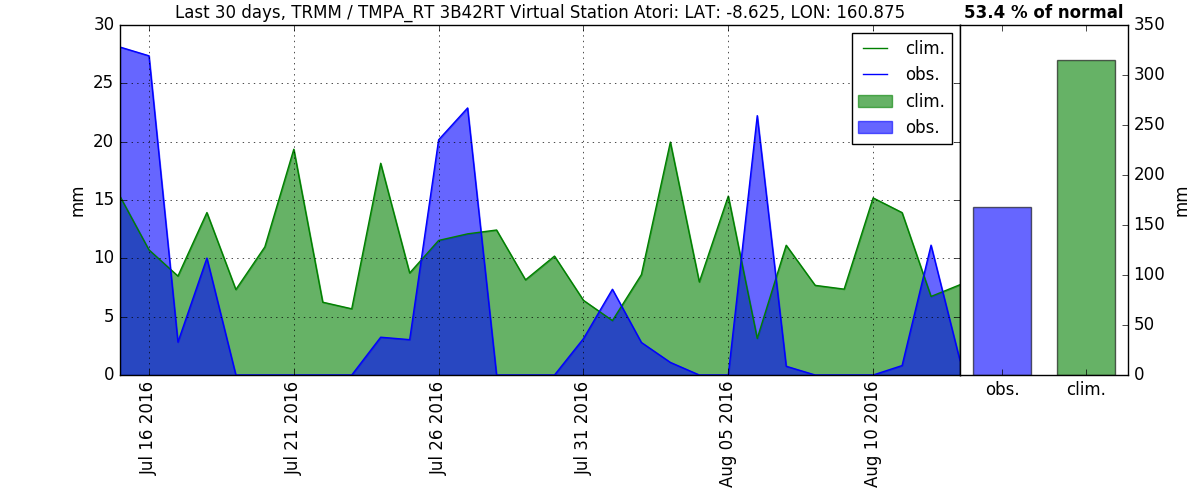 Last 30 days, TRMM / TMPA_RT 3B42RT Virtual Station Atori: LAT: -8.625, LON: 160.875
53.4 % of normal
30
25
20
15
10
5
0
mm
clim.
obs.
clim.
obs.
Jul 16 2016
Jul 21 2016
Jul 26 2016
Jul 31 2016
Aug 05 2016
Aug 10 2016
350
300
250
200
150
100
50
0
mm
obs.
clim.